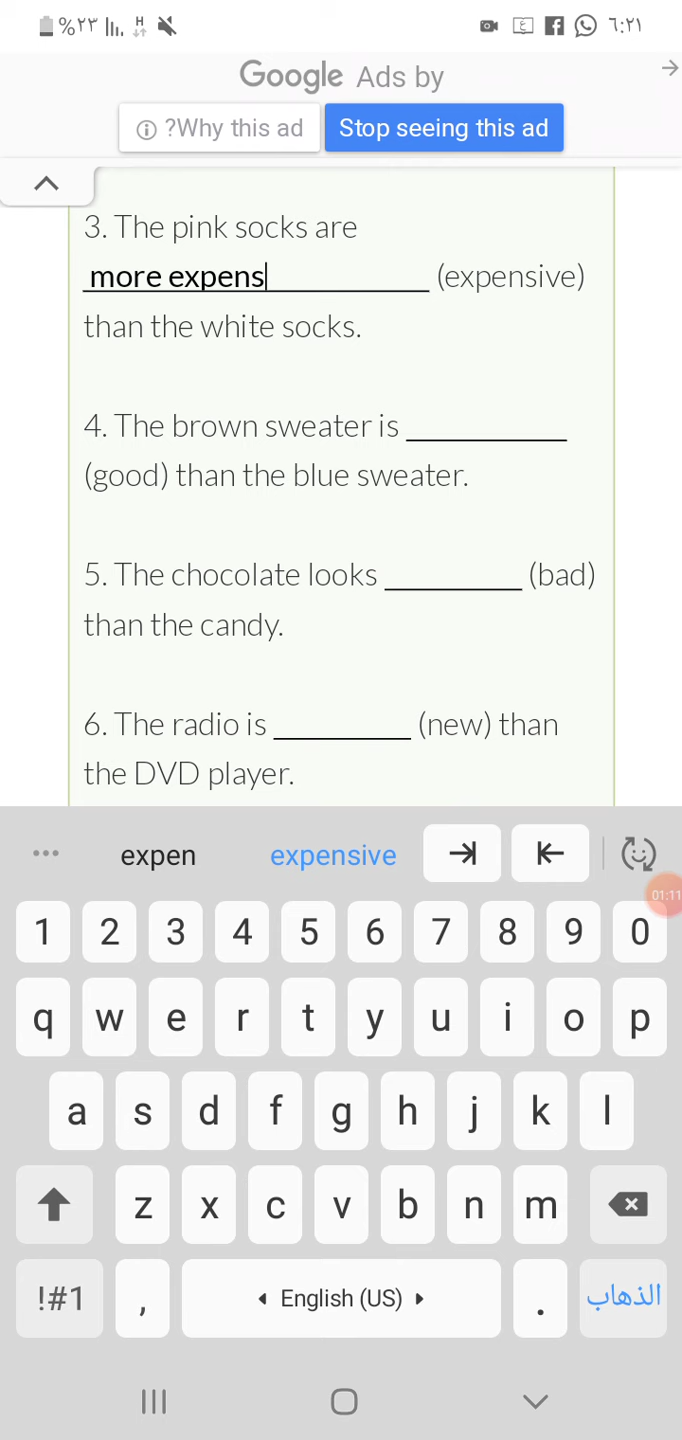 %٢٣ H ٦:٢١
Google Ads by
?Why this ad Stop seeing this ad
3. The pink socks are
more expens (expensive)
than the white socks.
4. The brown sweater is
(good) than the blue sweater.
5. The chocolate looks (bad)
than the candy.
6. The radio is (new) than
the DVD player.
... expen expensive
01:11
1 2 3 4 5 6 7 8 9 0
q w e r t y u i o p
a s d f g h j k l
z x c v b n m
!#1 , English (US) . الذهاب